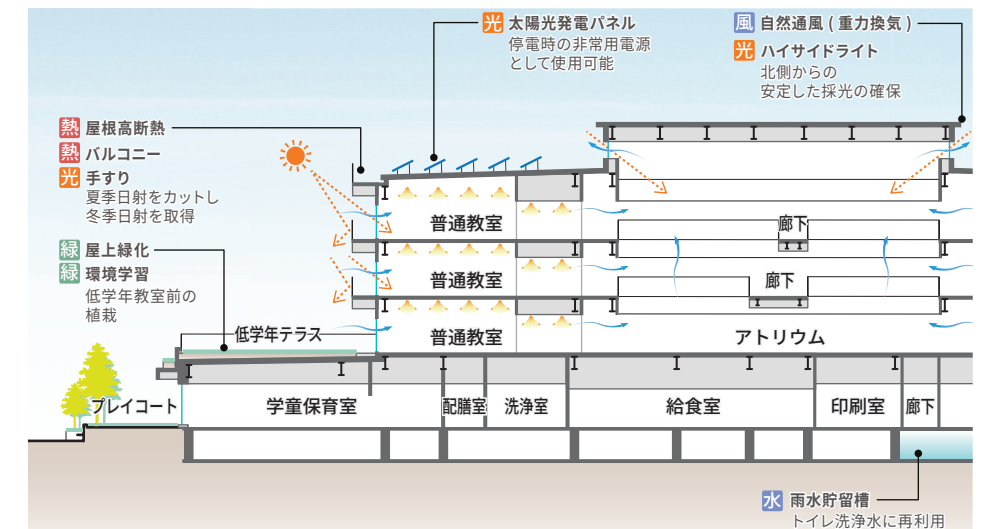 光 太陽光発電パネル
停電時の非常用電源
として使用可能
風 自然通風 ( 重力換気 )
光 ハイサイドライト
北側からの
安定した採光の確保
熱 屋根高断熱
熱 バルコニー
光 手すり
夏季日射をカットし
冬季日射を取得
緑 屋上緑化
緑 環境学習
低学年教室前の
植栽
普通教室
廊下
普通教室
廊下
低学年テラス
普通教室
アトリウム
プレイコート
学童保育室
配膳室
洗浄室
給食室
印刷室
廊下
水 雨水貯留槽
トイレ洗浄水に再利用